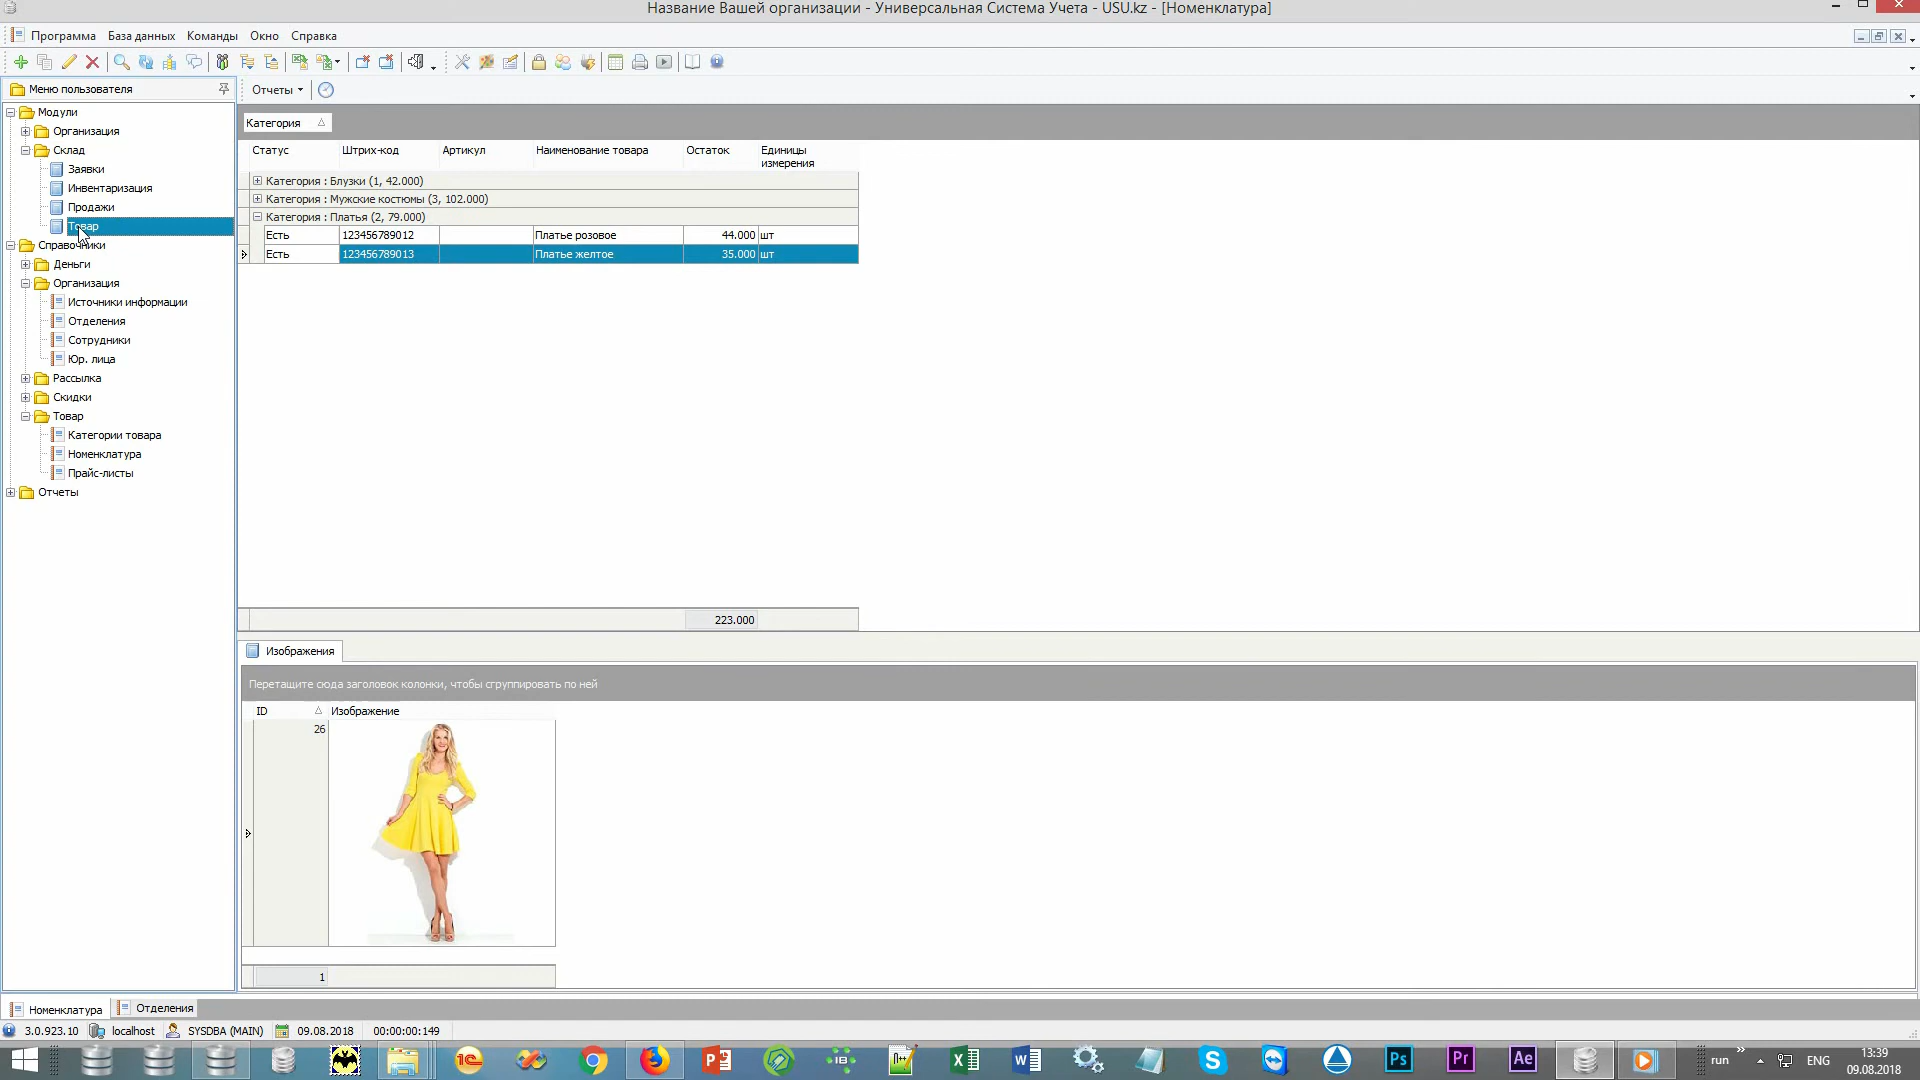 Название Вашей организации - Универсальная Система Учета - USU.kz - [Номенклатура]
Программа База данных Команды Окно Справка
Меню пользователя
Отчеты
Модули
Организация
Склад
Заявки
Инвентаризация
Продажи
Товар
Справочники
Деньги
Организация
Источники информации
Отделения
Сотрудники
Юр. лица
Рассылка
Скидки
Товар
Категории товара
Номенклатура
Прайс-листы
Отчеты
Категория
Статус Штрих-код Артикул Наименование товара Остаток Единицы
измерения
Категория : Блузки (1, 42.000)
Категория : Мужские костюмы (3, 102.000)
Категория : Платья (2, 79.000)
Есть 123456789012 Платье розовое 44.000 шт
Есть 123456789013 Платье желтое 35.000 шт
223.000
Изображения
Перетащите сюда заголовок колонки, чтобы сгруппировать по ней
ID Изображение
26
1
Номенклатура Отделения
3.0.923.10 localhost SYSDBA (MAIN) 09.08.2018 00:00:00:149
run ENG 13:39
09.08.2018